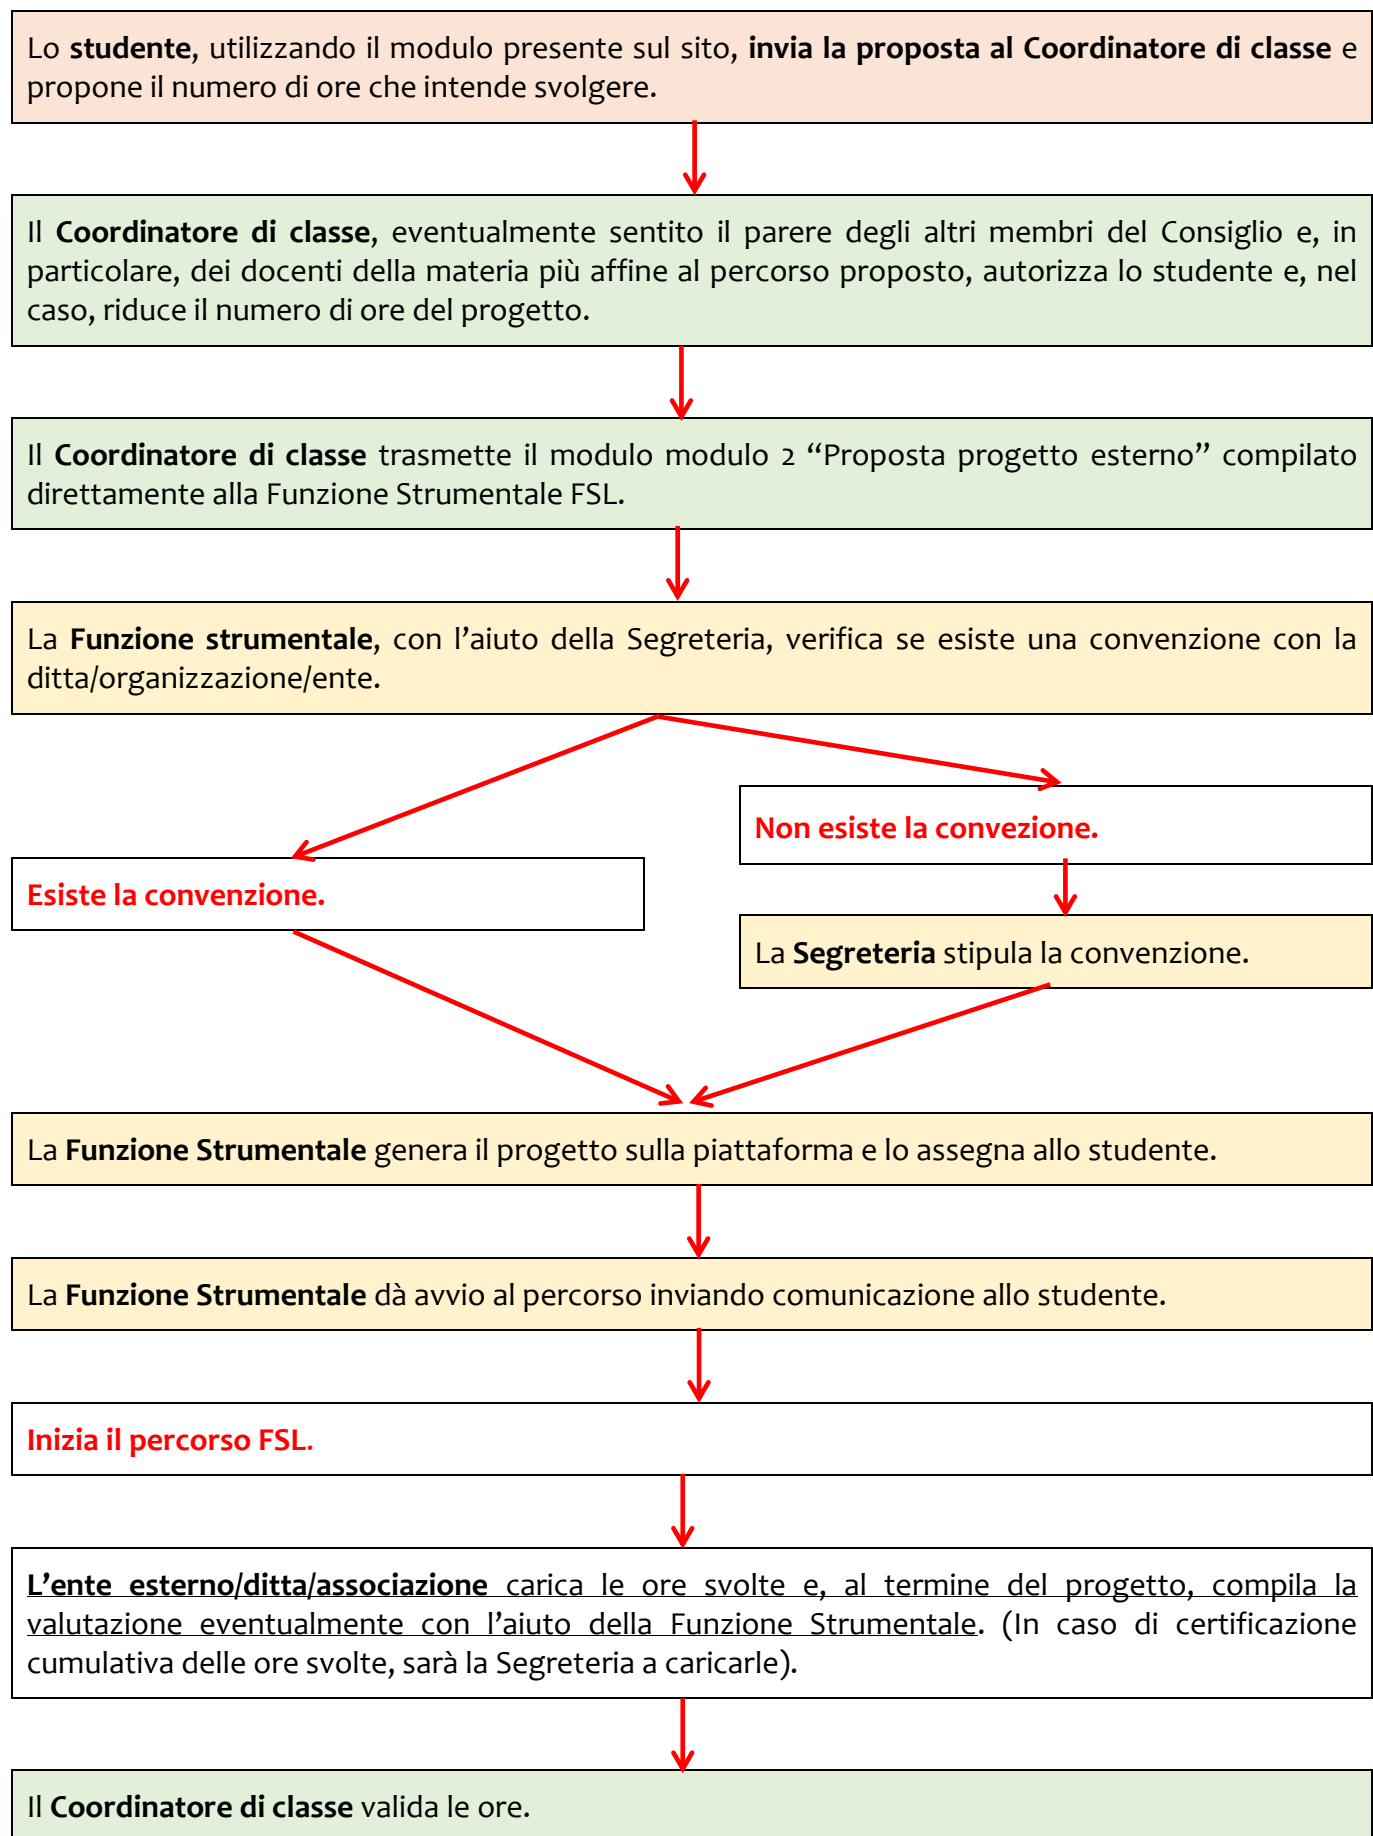 Lo studente, utilizzando il modulo presente sul sito, invia la proposta al Coordinatore di classe e
propone il numero di ore che intende svolgere.
Il Coordinatore di classe, eventualmente sentito il parere degli altri membri del Consiglio e, in
particolare, dei docenti della materia più affine al percorso proposto, autorizza lo studente e, nel
caso, riduce il numero di ore del progetto.
Il Coordinatore di classe trasmette il modulo modulo 2 “Proposta progetto esterno” compilato
direttamente alla Funzione Strumentale FSL.
La Funzione strumentale, con l’aiuto della Segreteria, verifica se esiste una convenzione con la
ditta/organizzazione/ente.
Non esiste la convezione.
Esiste la convenzione.
La Segreteria stipula la convenzione.
La Funzione Strumentale genera il progetto sulla piattaforma e lo assegna allo studente.
La Funzione Strumentale dà avvio al percorso inviando comunicazione allo studente.
Inizia il percorso FSL.
L’ente esterno/ditta/associazione carica le ore svolte e, al termine del progetto, compila la
valutazione eventualmente con l’aiuto della Funzione Strumentale. (In caso di certificazione
cumulativa delle ore svolte, sarà la Segreteria a caricarle).
Il Coordinatore di classe valida le ore.